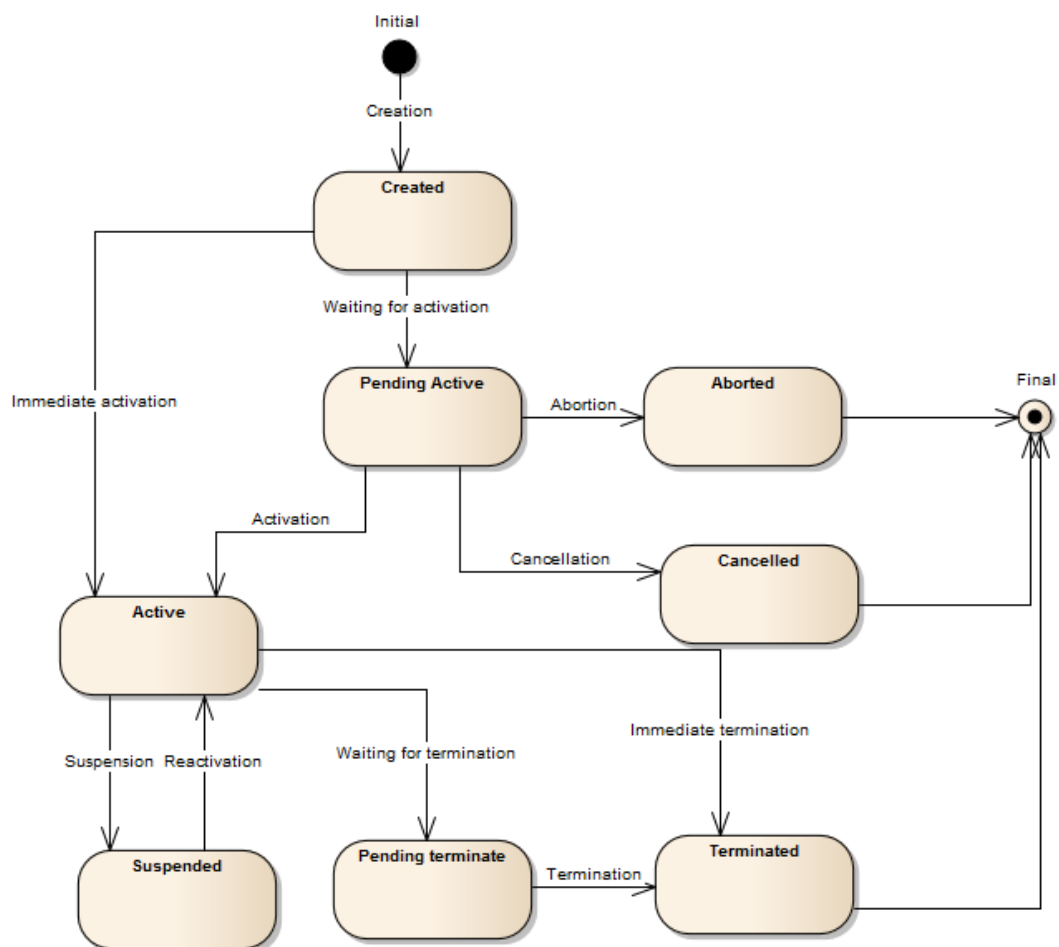 Initial
Creation
Created
Waiting for activation
Pending Active
Aborted
Final
Immediate activation
Abortion
Activation
Cancellation
Cancelled
Active
Immediate termination
Waiting for termination
Suspension
Reactivation
Suspended
Pending terminate
Terminated
Termination